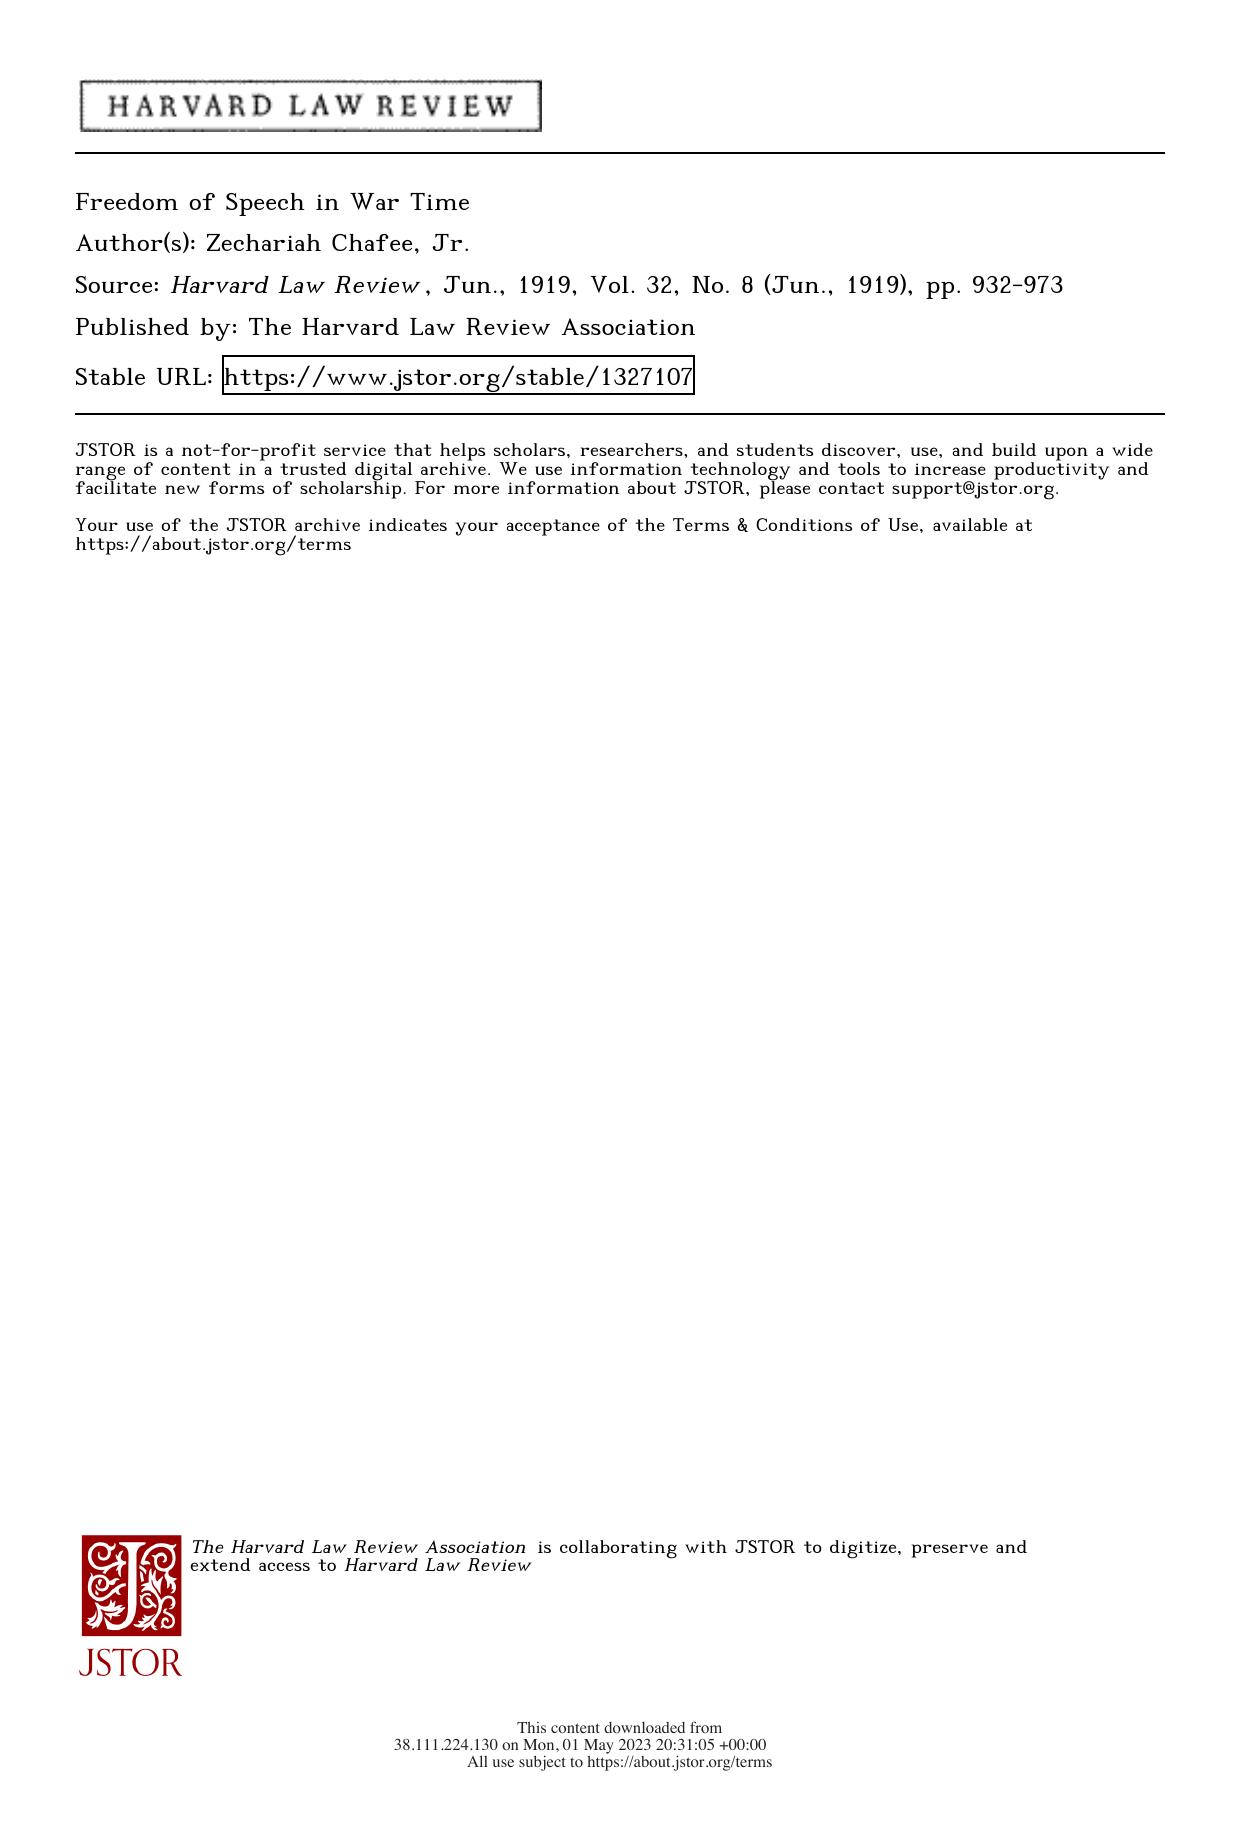 HARVARD LAW REVIEW
Freedom of Speech in War Time
Author(s): Zechariah Chafee, Jr.
Source: Harvard Law Review, Jun., 1919, Vol. 32, No. 8 (Jun., 1919), pp. 932-973
Published by: The Harvard Law Review Association
Stable URL: https://www.jstor.org/stable/1327107
JSTOR is a not-for-profit service that helps scholars, researchers, and students discover, use, and build upon a wide
range of content in a trusted digital archive. We use information technology and tools to increase productivity and
facilitate new forms of scholarship. For more information about JSTOR, please contact support@jstor.org.
Your use of the JSTOR archive indicates your acceptance of the Terms & Conditions of Use, available at
https://about.jstor.org/terms
The Harvard Law Review Association is collaborating with JSTOR to digitize, preserve and
extend access to Harvard Law Review
J
JSTOR
This content downloaded from
38.111.224.130 on Mon, 01 May 2023 20:31:05 +00:00
All use subject to https://about.jstor.org/terms